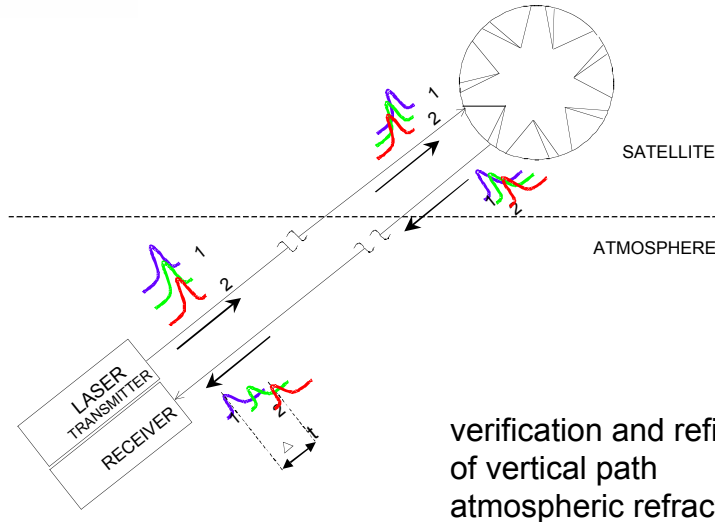 1
2
SATELLITE
1
2
ATMOSPHERE
1
2
LASER
TRANSMITTER
RECEIVER
1
2
△ t
verification and refi
of vertical path
atmospheric refrac